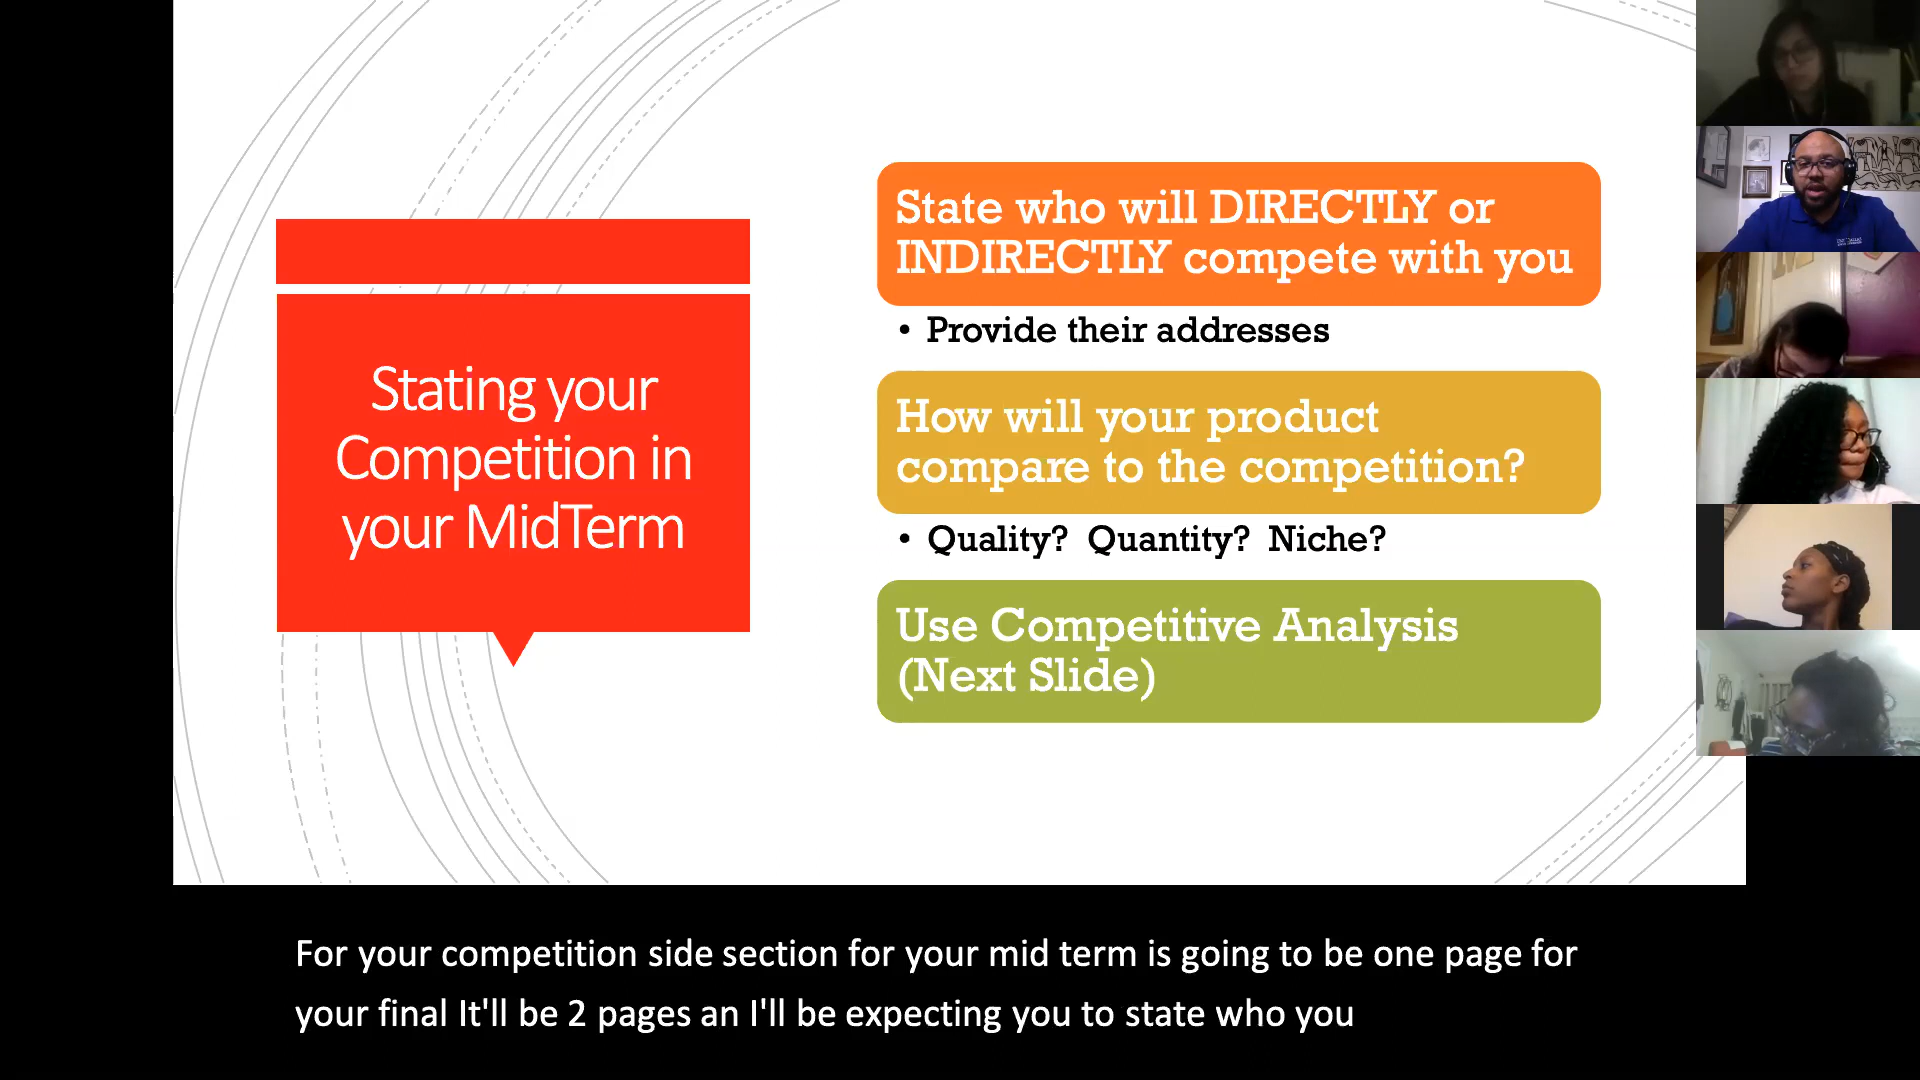 Stating your
Competition in
your MidTerm
State who will DIRECTLY or
INDIRECTLY compete with you
• Provide their addresses
How will your product
compare to the competition?
• Quality? Quantity? Niche?
Use Competitive Analysis
(Next Slide)
For your competition side section for your mid term is going to be one page for
your final It'll be 2 pages an I'll be expecting you to state who you